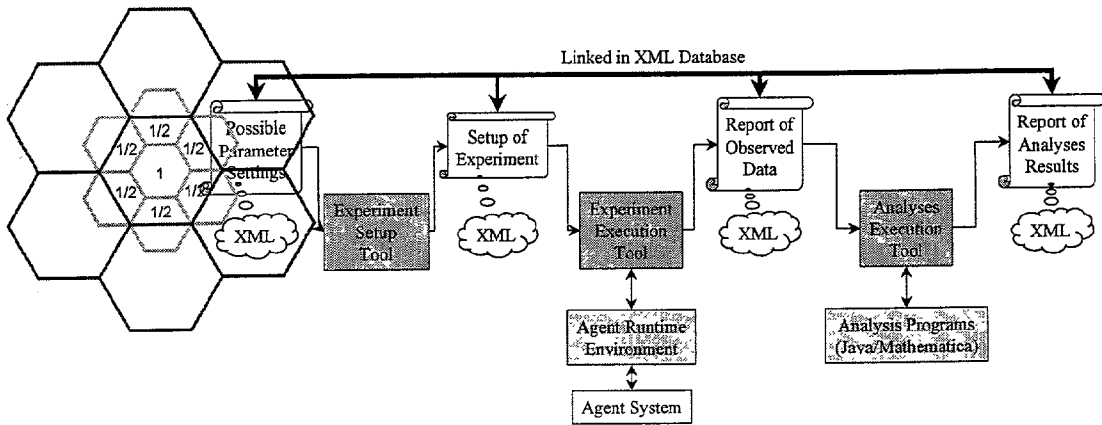 Linked in XML Database
Possible
Parameter
Settings
Setup of
Experiment
Report of
Observed
Data
Report of
Analyses
Results
1/2
1/2
1/2
1
1/2
1/2
1/2
XML
Experiment
Setup
Tool
XML
Experiment
Execution
Tool
XML
Analyses
Execution
Tool
XML
Agent Runtime
Environment
Analysis Programs
(Java/Mathematica)
Agent System